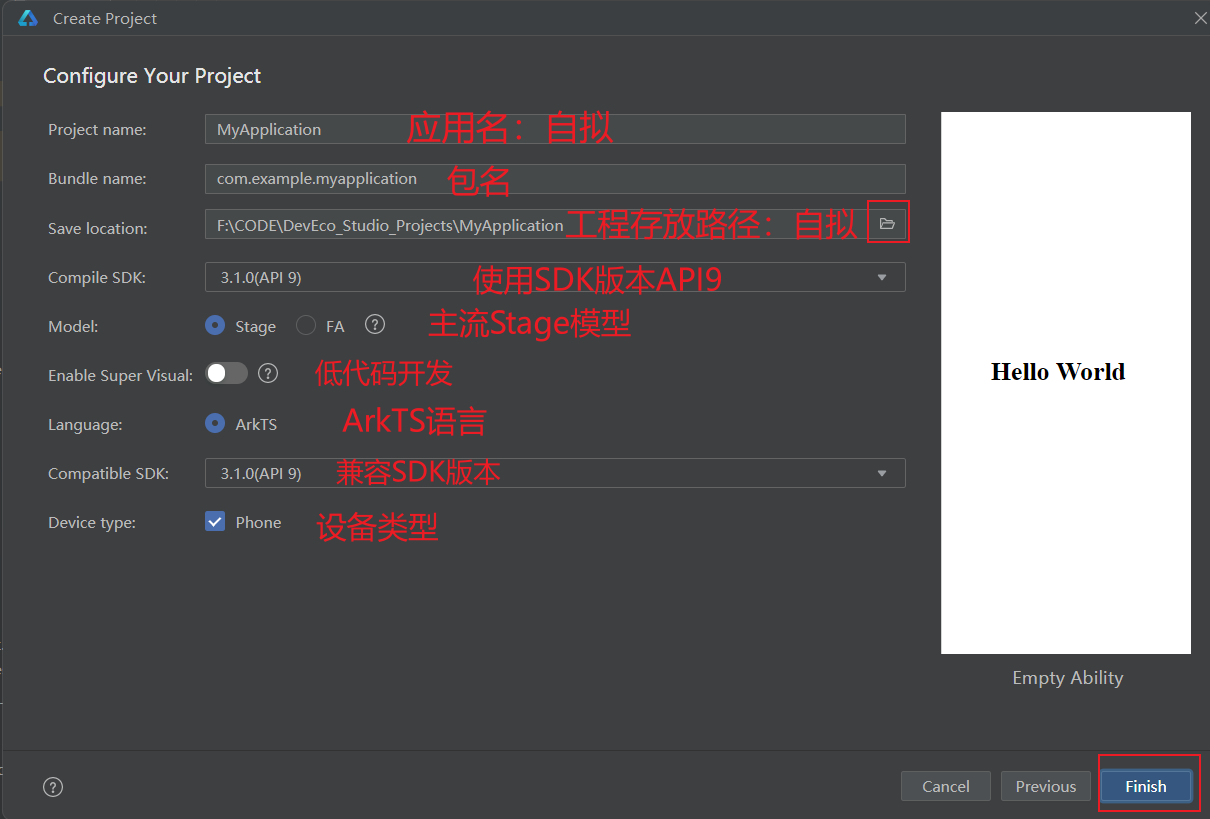 Create Project
Configure Your Project
Project name: MyApplication 应用名：自拟
Bundle name: com.example.myapplication 包名
Save location: F:\CODE\DevEco_Studio_Projects\MyApplication 工程存放路径：自拟
Compile SDK: 3.1.0(API 9) 使用SDK版本API9
Model: Stage FA 主流Stage模型
Enable Super Visual: 低代码开发
Language: ArkTS ArkTS语言
Compatible SDK: 3.1.0(API 9) 兼容SDK版本
Device type: Phone 设备类型
Hello World
Empty Ability
Cancel Previous Finish